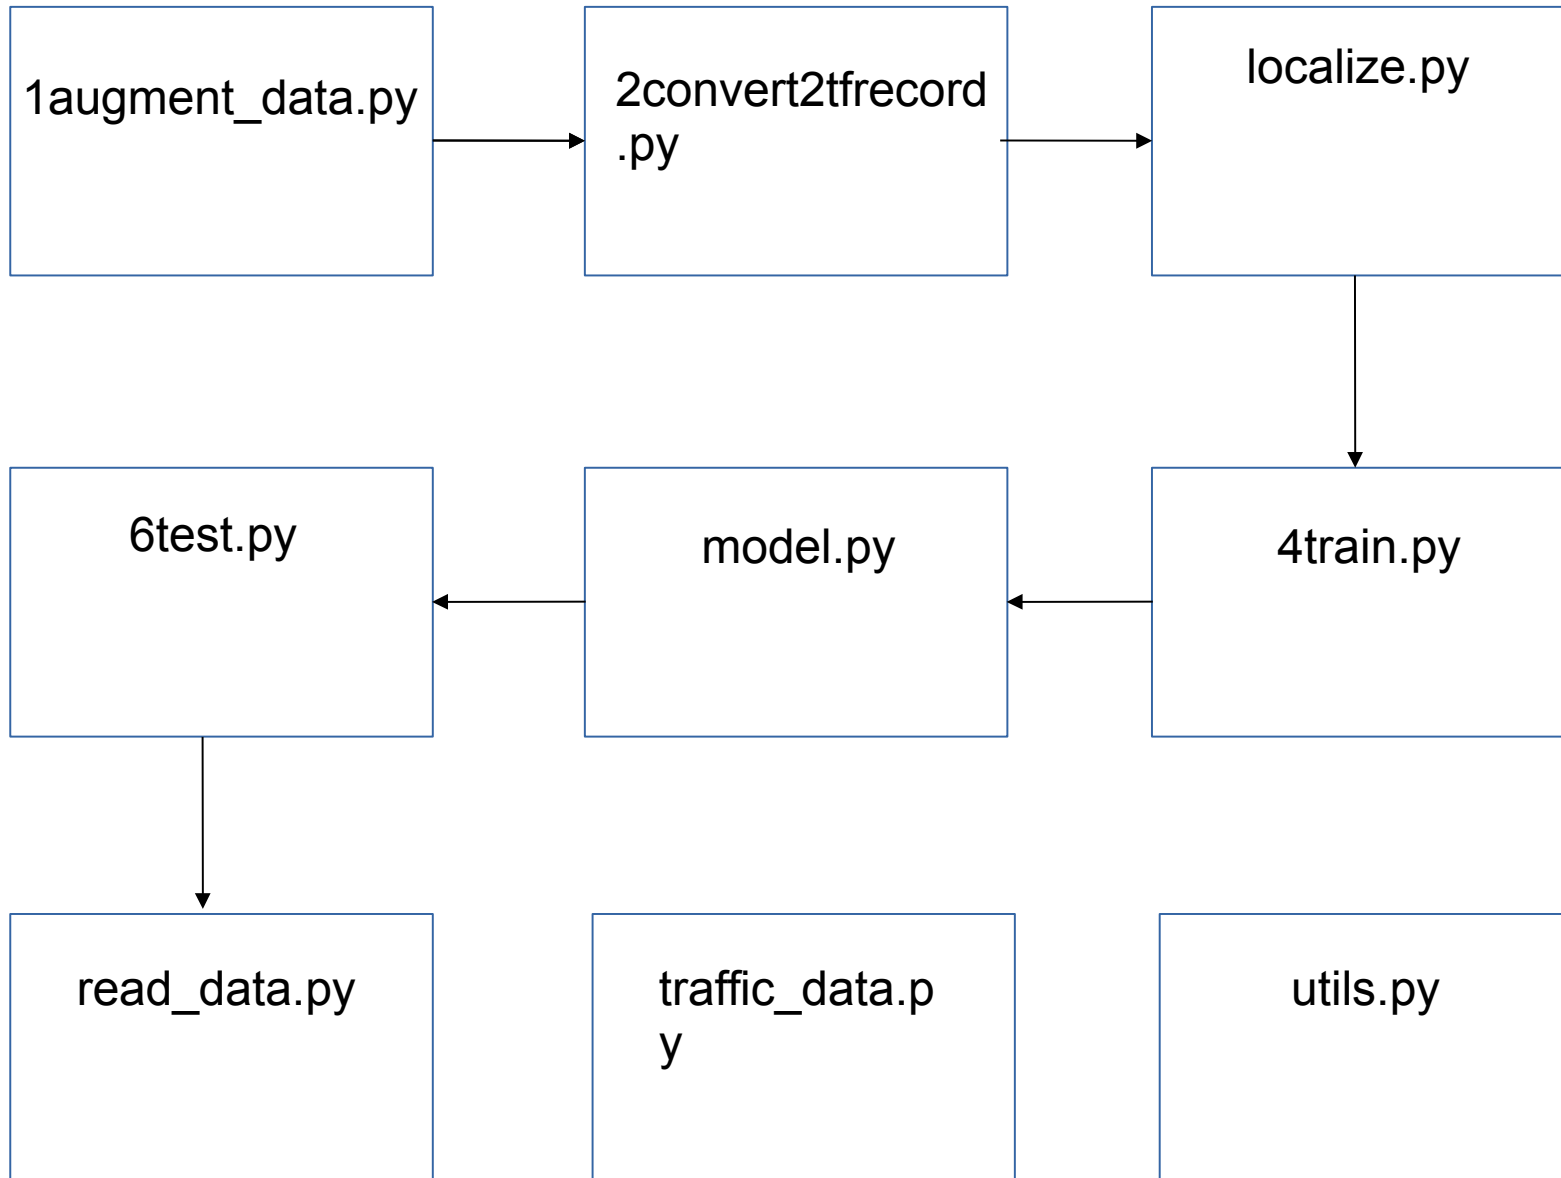 1augment_data.py
2convert2tfrecord
.py
localize.py
6test.py
model.py
4train.py
read_data.py
traffic_data.p
y
utils.py